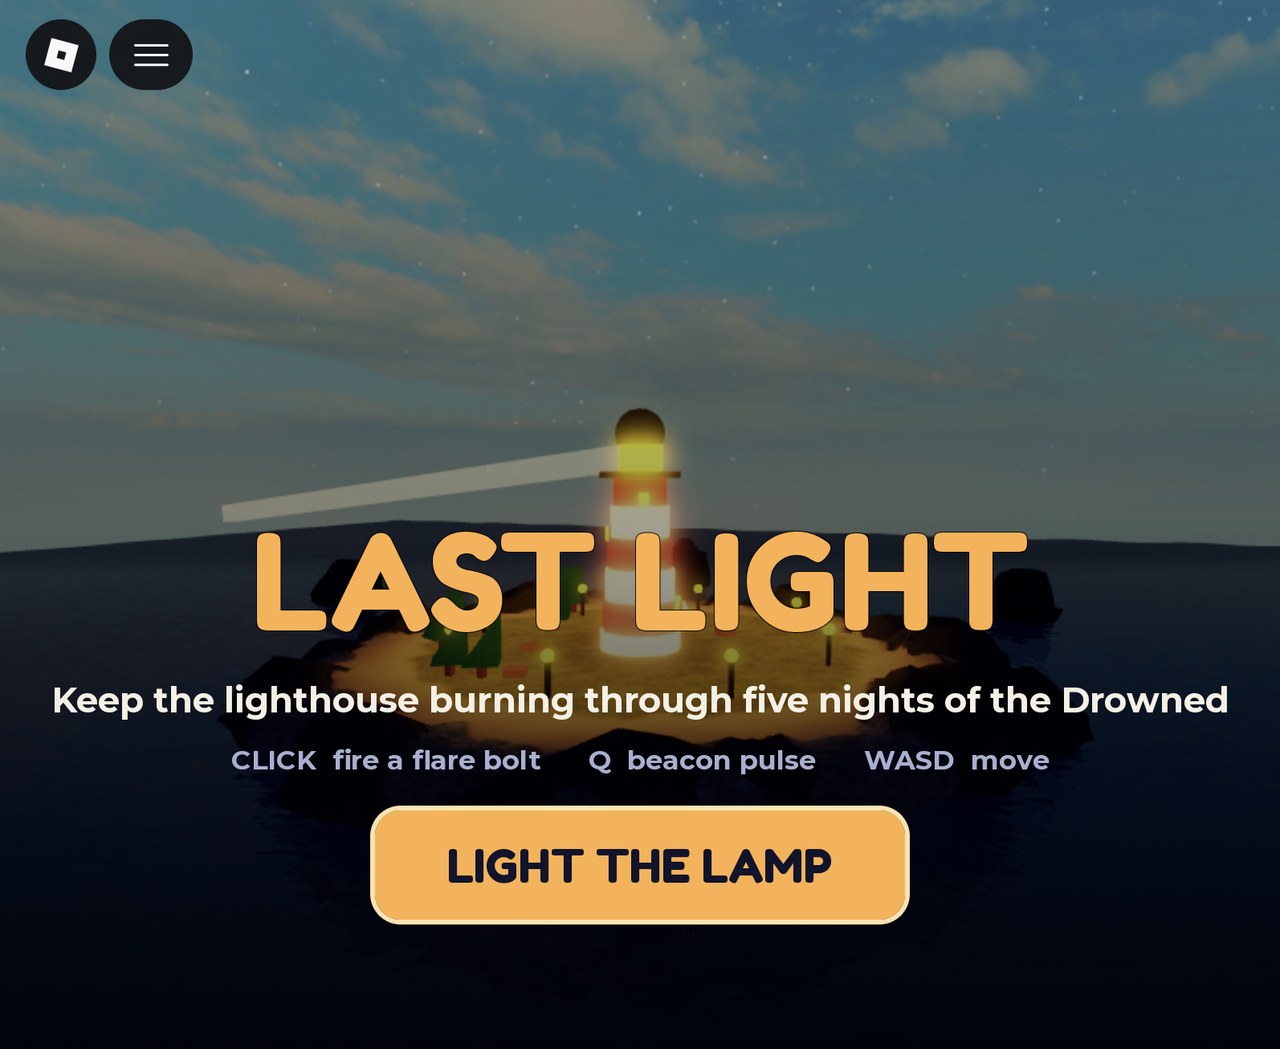 LAST LIGHT
Keep the lighthouse burning through five nights of the Drowned
CLICK fire a flare bolt Q beacon pulse WASD move
LIGHT THE LAMP